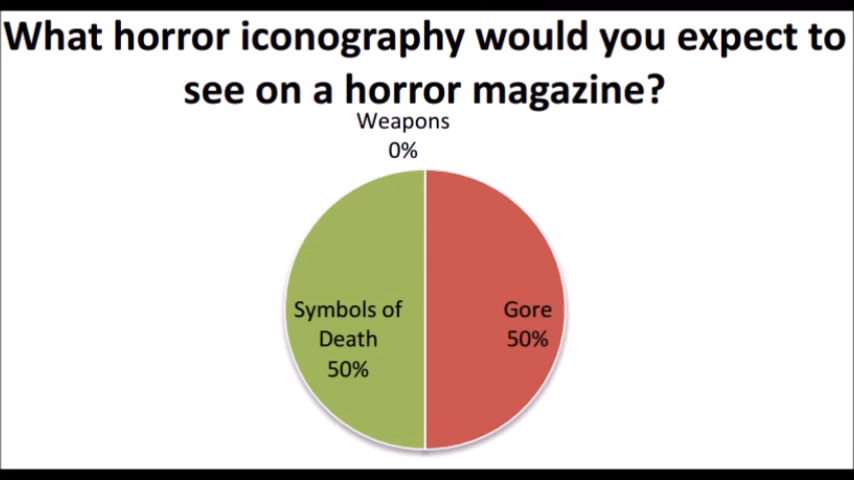 What horror iconography would you expect to
see on a horror magazine?
Weapons
0%
Symbols of
Death
50%
Gore
50%